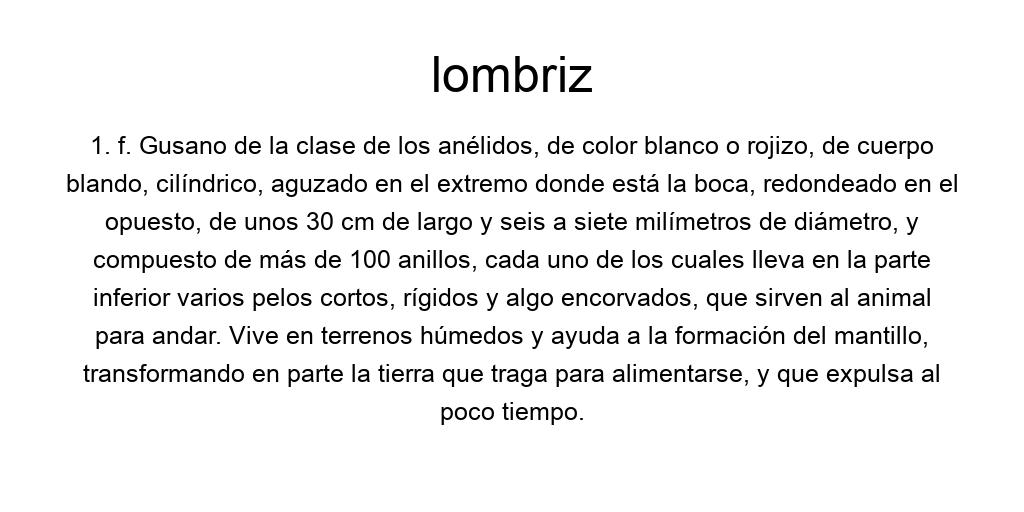 lombriz
1. f. Gusano de la clase de los anélidos, de color blanco o rojizo, de cuerpo
blando, cilíndrico, aguzado en el extremo donde está la boca, redondeado en el
opuesto, de unos 30 cm de largo y seis a siete milímetros de diámetro, y
compuesto de más de 100 anillos, cada uno de los cuales lleva en la parte
inferior varios pelos cortos, rígidos y algo encorvados, que sirven al animal
para andar. Vive en terrenos húmedos y ayuda a la formación del mantillo,
transformando en parte la tierra que traga para alimentarse, y que expulsa al
poco tiempo.